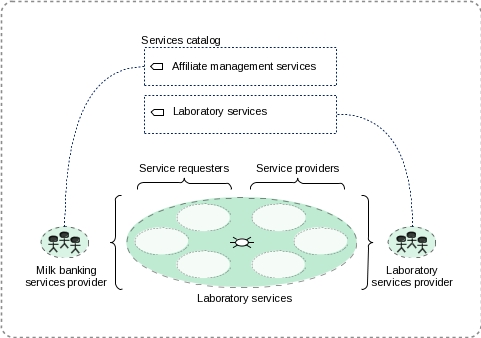 Services catalog
Affiliate management services
Laboratory services
Service requesters
Service providers
Milk banking
services provider
Laboratory
services provider
Laboratory services